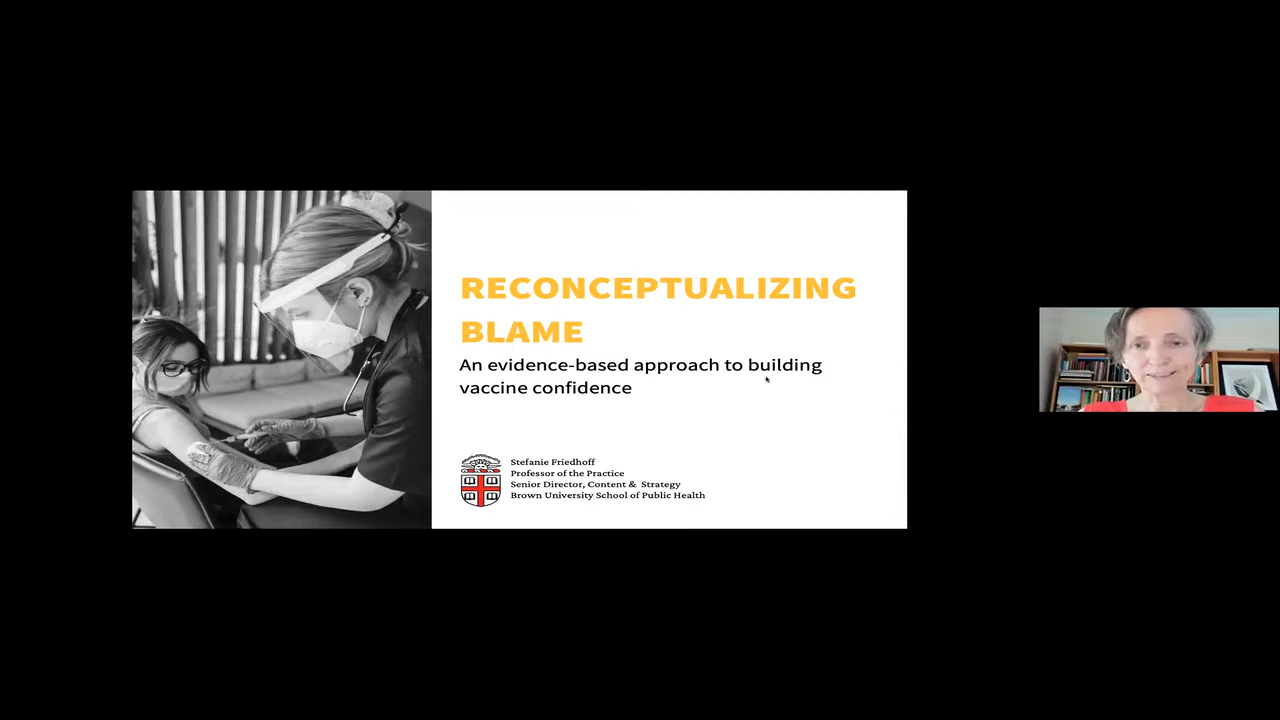 RECONCEPTUALIZING
BLAME
An evidence-based approach to building
vaccine confidence
Stefanie Friedhoff
Professor of the Practice
Senior Director, Content & Strategy
Brown University School of Public Health